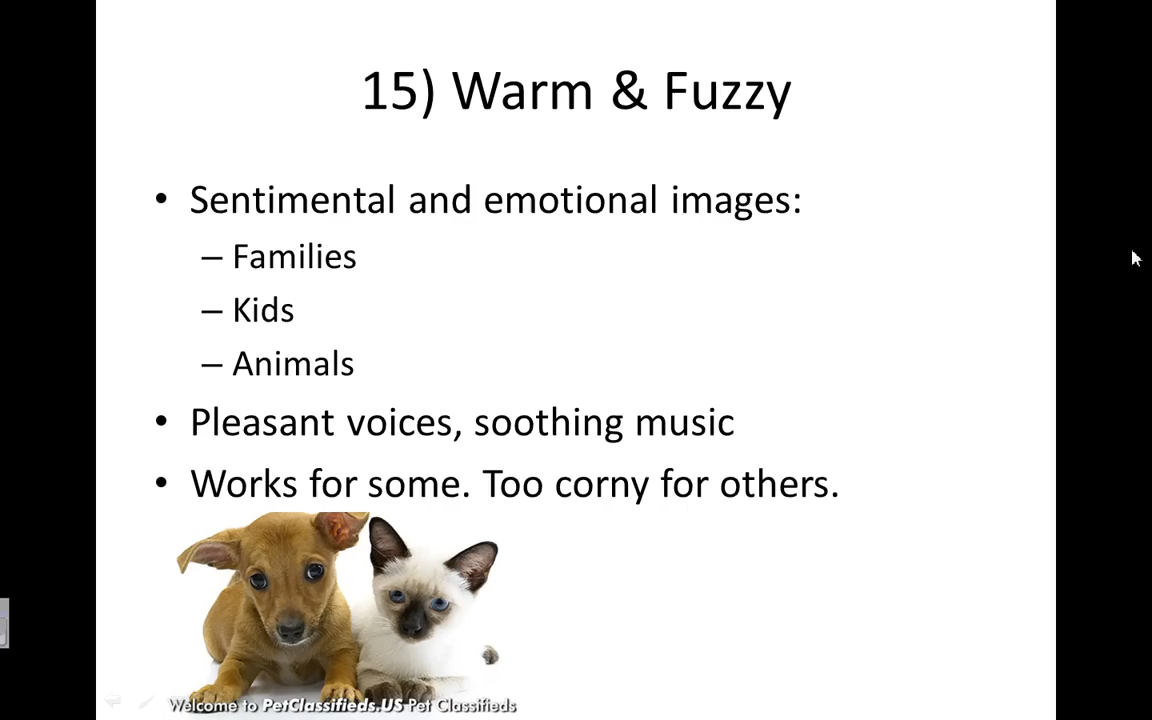 15) Warm & Fuzzy
• Sentimental and emotional images:
– Families
– Kids
– Animals
• Pleasant voices, soothing music
• Works for some. Too corny for others.
Welcome to PetClassifieds.US Pet Classifieds